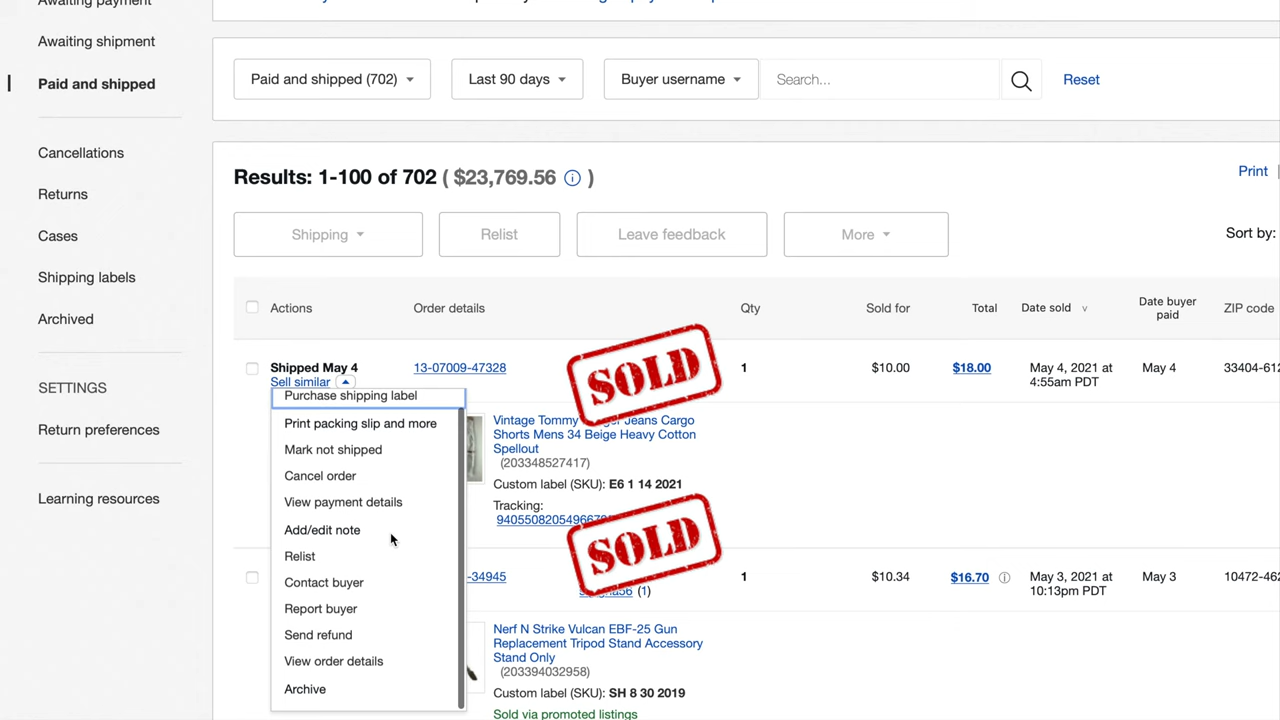 Awaiting payment
Awaiting shipment
Paid and shipped
Cancellations
Returns
Cases
Shipping labels
Archived
SETTINGS
Return preferences
Learning resources
Paid and shipped (702)
Last 90 days
Buyer username
Search...
Reset
Results: 1-100 of 702 ( $23,769.56 )
Print
Shipping
Relist
Leave feedback
More
Sort by:
Actions
Order details
Qty
Sold for
Total
Date sold
Date buyer
paid
ZIP code
Shipped May 4
Sell similar
13-07009-47328
SOLD
1
$10.00
$18.00
May 4, 2021 at
4:55am PDT
May 4
33404-612
Purchase shipping label
Print packing slip and more
Mark not shipped
Cancel order
View payment details
Add/edit note
Relist
Contact buyer
Report buyer
Send refund
View order details
Archive
Vintage Tommy Jeans Cargo
Shorts Mens 34 Beige Heavy Cotton
Spellout
(203348527417)
Custom label (SKU): E6 1 14 2021
Tracking:
9405508205496
SOLD
-34945
(1)
1
$10.34
$16.70
May 3, 2021 at
10:13pm PDT
May 3
10472-462
Nerf N Strike Vulcan EBF-25 Gun
Replacement Tripod Stand Accessory
Stand Only
(203394032958)
Custom label (SKU): SH 8 30 2019
Sold via promoted listings